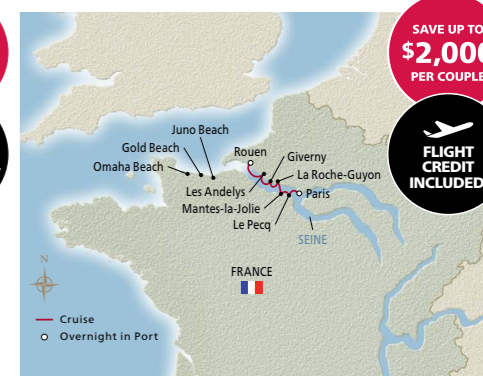 SAVE UP TO
$2,000
PER COUPLE
FLIGHT
CREDIT
INCLUDED
Juno Beach
Gold Beach
Omaha Beach
Rouen
Giverny
La Roche-Guyon
Les Andelys
Paris
Mantes-la-Jolie
Le Pecq
SEINE
FRANCE
N
Cruise
Overnight in Port